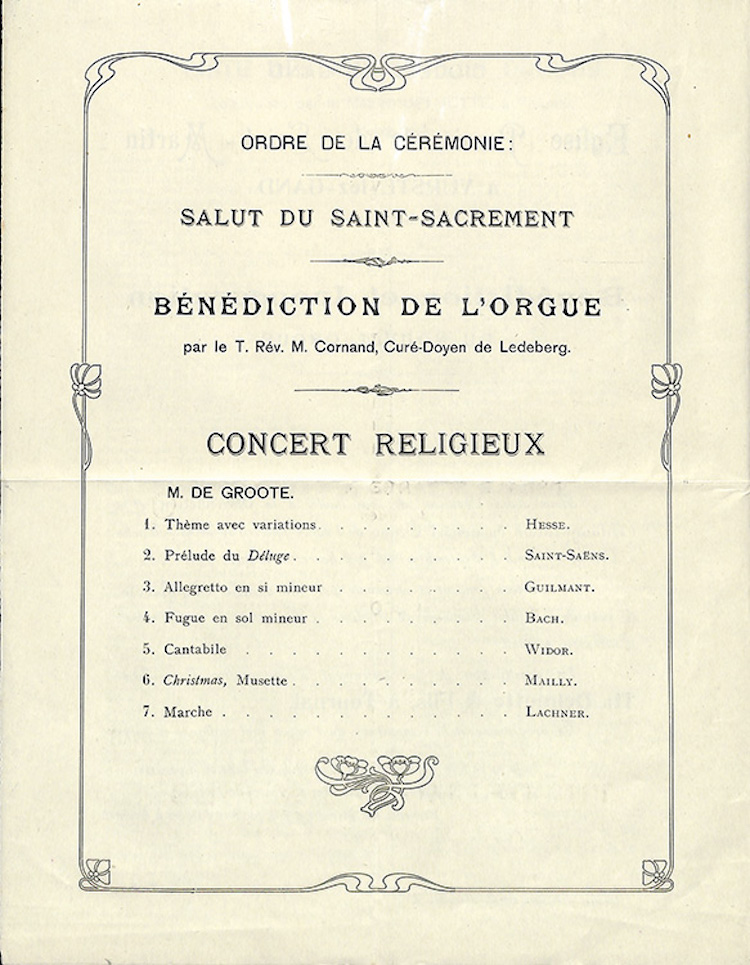 ORDRE DE LA CÉRÉMONIE:
SALUT DU SAINT-SACREMENT
BÉNÉDICTION DE L'ORGUE
par le T. Rév. M. Cornand, Curé-Doyen de Ledeberg.
CONCERT RELIGIEUX
M. DE GROOTE.
1. Thème avec variations. . . . . . . . . . HESSE.
2. Prélude du Déluge . . . . . . . . . . SAINT-SAËNS.
3. Allegretto en si mineur . . . . . . . . . GUILMANT.
4. Fugue en sol mineur . . . . . . . . . BACH.
5. Cantabile . . . . . . . . . . . . WIDOR.
6. Christmas, Musette . . . . . . . . . . MAILLY.
7. Marche . . . . . . . . . . . . . LACHNER.